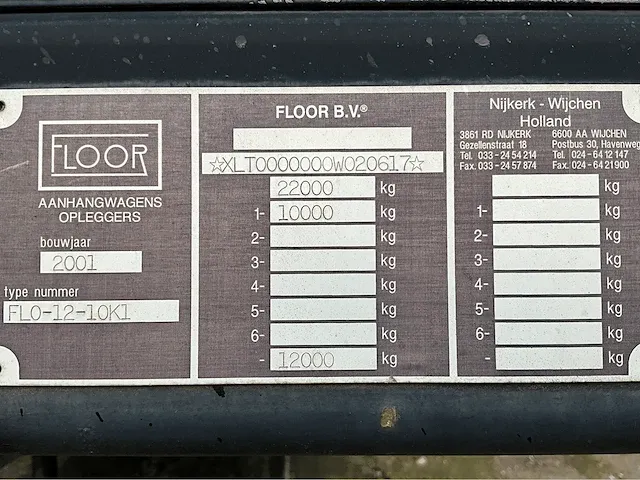 FLOOR
AANHANGWAGENS
OPLEGGERS
bouwjaar
2001
type nummer
FLO-12-10K1
FLOOR B.V.®
☆XLT0000000W020617☆
22000 kg
1- 10000 kg
2- kg
3- kg
4- kg
5- kg
6- kg
- 12000 kg
Nijkerk - Wijchen
Holland
3861 RD NIJKERK 6600 AA WIJCHEN
Gezellenstraat 18 Postbus 30, Havenweg
Tel. 033-24 54 214 Tel. 024-64 12 147
Fax. 033-24 57 874 Fax. 024-64 21900
kg
1- kg
2- kg
3- kg
4- kg
5- kg
6- kg
- kg